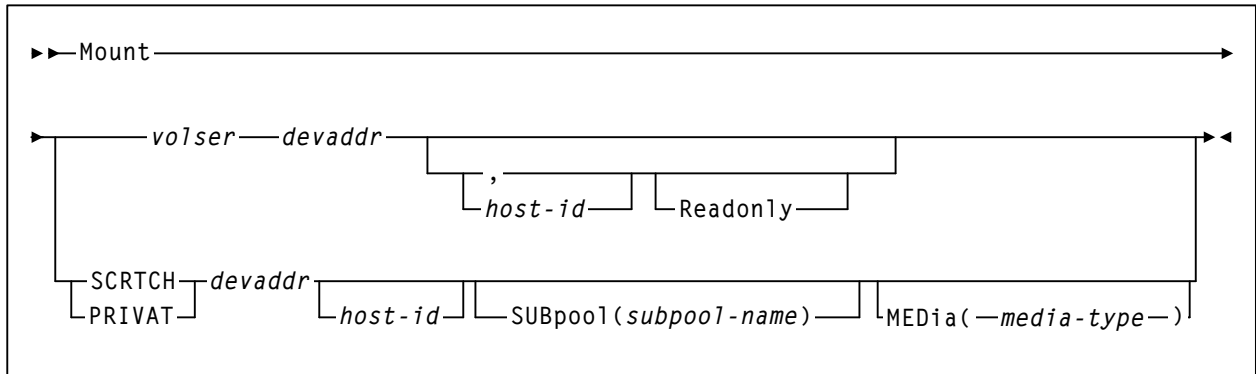 Mount
volser devaddr
,
host-id Readonly
SCRTCH devaddr
PRIVAT host-id SUBpool(subpool-name) MEDia(media-type)